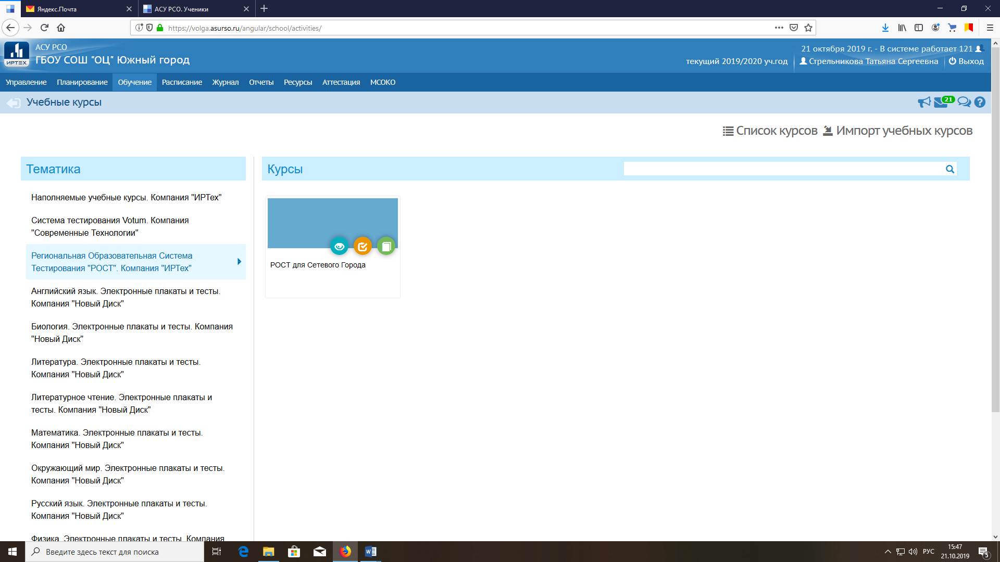 Яндекс.Почта
АСУ РСО. Ученики
https://volga.asurso.ru/angular/school/activities/
ИРТЕХ
АСУ РСО
ГБОУ СОШ "ОЦ" Южный город
21 октября 2019 г. - В системе работает 121
текущий 2019/2020 уч.год
Стрельникова Татьяна Сергеевна
Выход
Управление Планирование Обучение Расписание Журнал Отчеты Ресурсы Аттестация МСОКО
Учебные курсы
21
Список курсов Импорт учебных курсов
Тематика
Наполняемые учебные курсы. Компания "ИРТех"
Система тестирования Votum. Компания
"Современные Технологии"
Региональная Образовательная Система
Тестирования "РОСТ". Компания "ИРТех"
Английский язык. Электронные плакаты и тесты.
Компания "Новый Диск"
Биология. Электронные плакаты и тесты. Компания
"Новый Диск"
Литература. Электронные плакаты и тесты.
Компания "Новый Диск"
Литературное чтение. Электронные плакаты и
тесты. Компания "Новый Диск"
Математика. Электронные плакаты и тесты.
Компания "Новый Диск"
Окружающий мир. Электронные плакаты и тесты.
Компания "Новый Диск"
Русский язык. Электронные плакаты и тесты.
Компания "Новый Диск"
Физика. Электронные плакаты и тесты. Компания
Курсы
РОСТ для Сетевого Города
Введите здесь текст для поиска
РУС
15:47
21.10.2019
5